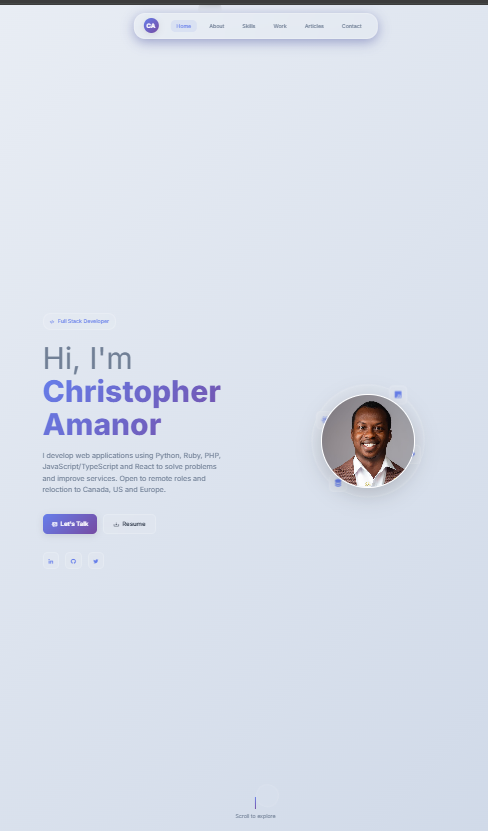 CA
Home
About
Skills
Work
Articles
Contact
Full Stack Developer
Hi, I'm
Christopher
Amanor
I develop web applications using Python, Ruby, PHP,
JavaScript/TypeScript and React to solve problems
and improve services. Open to remote roles and
reloction to Canada, US and Europe.
Let's Talk
Resume
Scroll to explore